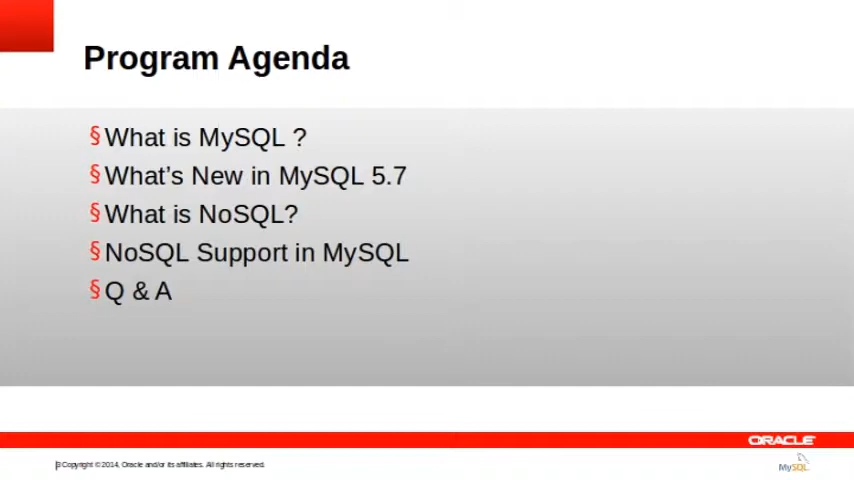 Program Agenda
§ What is MySQL ?
§ What’s New in MySQL 5.7
§ What is NoSQL?
§ NoSQL Support in MySQL
§ Q & A
ORACLE
Copyright © 2014, Oracle and/or its affiliates. All rights reserved.
MySQL